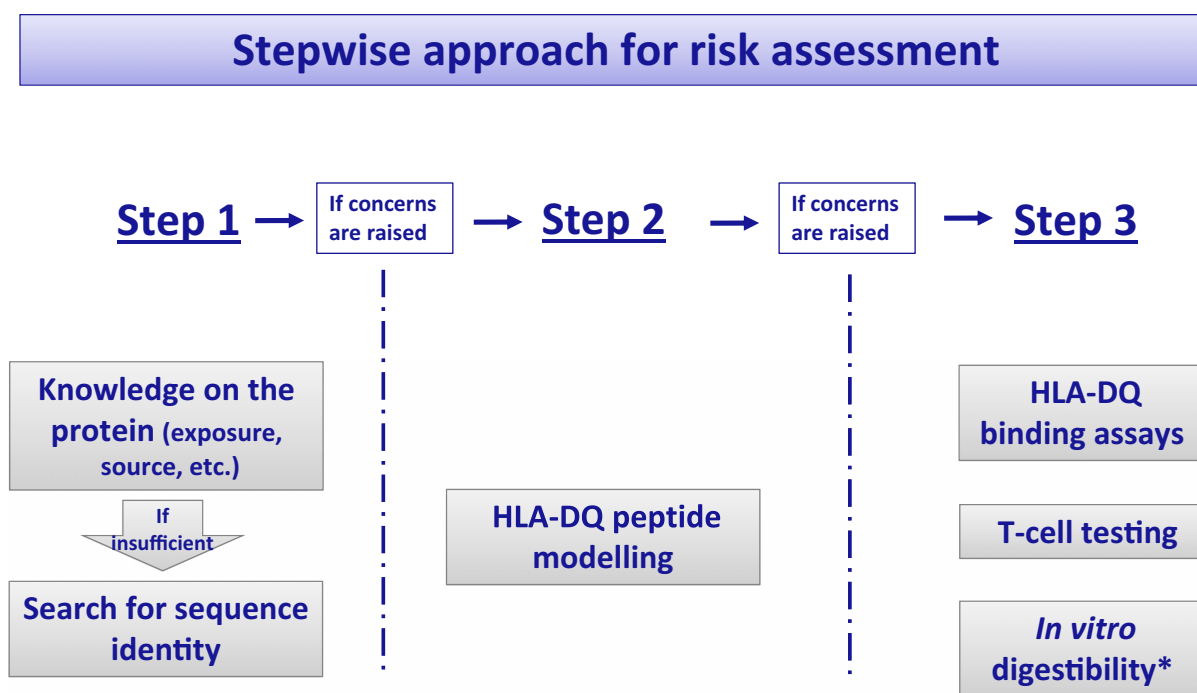 Stepwise approach for risk assessment
Step 1
If concerns
are raised
Step 2
If concerns
are raised
Step 3
Knowledge on the
protein (exposure,
source, etc.)
If
insufficient
Search for sequence
identity
HLA-DQ peptide
modelling
HLA-DQ
binding assays
T-cell testing
In vitro
digestibility*